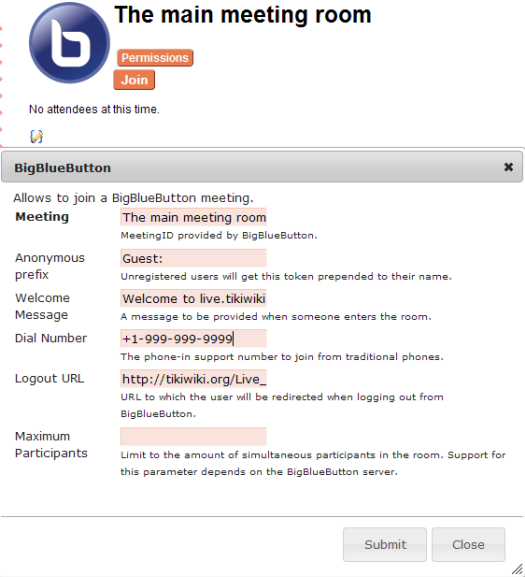 The main meeting room
Permissions
Join
No attendees at this time.
BigBlueButton
Allows to join a BigBlueButton meeting.
Meeting
The main meeting room
MeetingID provided by BigBlueButton.
Anonymous
prefix
Guest:
Unregistered users will get this token prepended to their name.
Welcome
Message
Welcome to live.tikiwiki
A message to be provided when someone enters the room.
Dial Number
+1-999-999-9999
The phone-in support number to join from traditional phones.
Logout URL
http://tikiwiki.org/Live_
URL to which the user will be redirected when logging out from
BigBlueButton.
Maximum
Participants
Limit to the amount of simultaneous participants in the room. Support for
this parameter depends on the BigBlueButton server.
Submit
Close